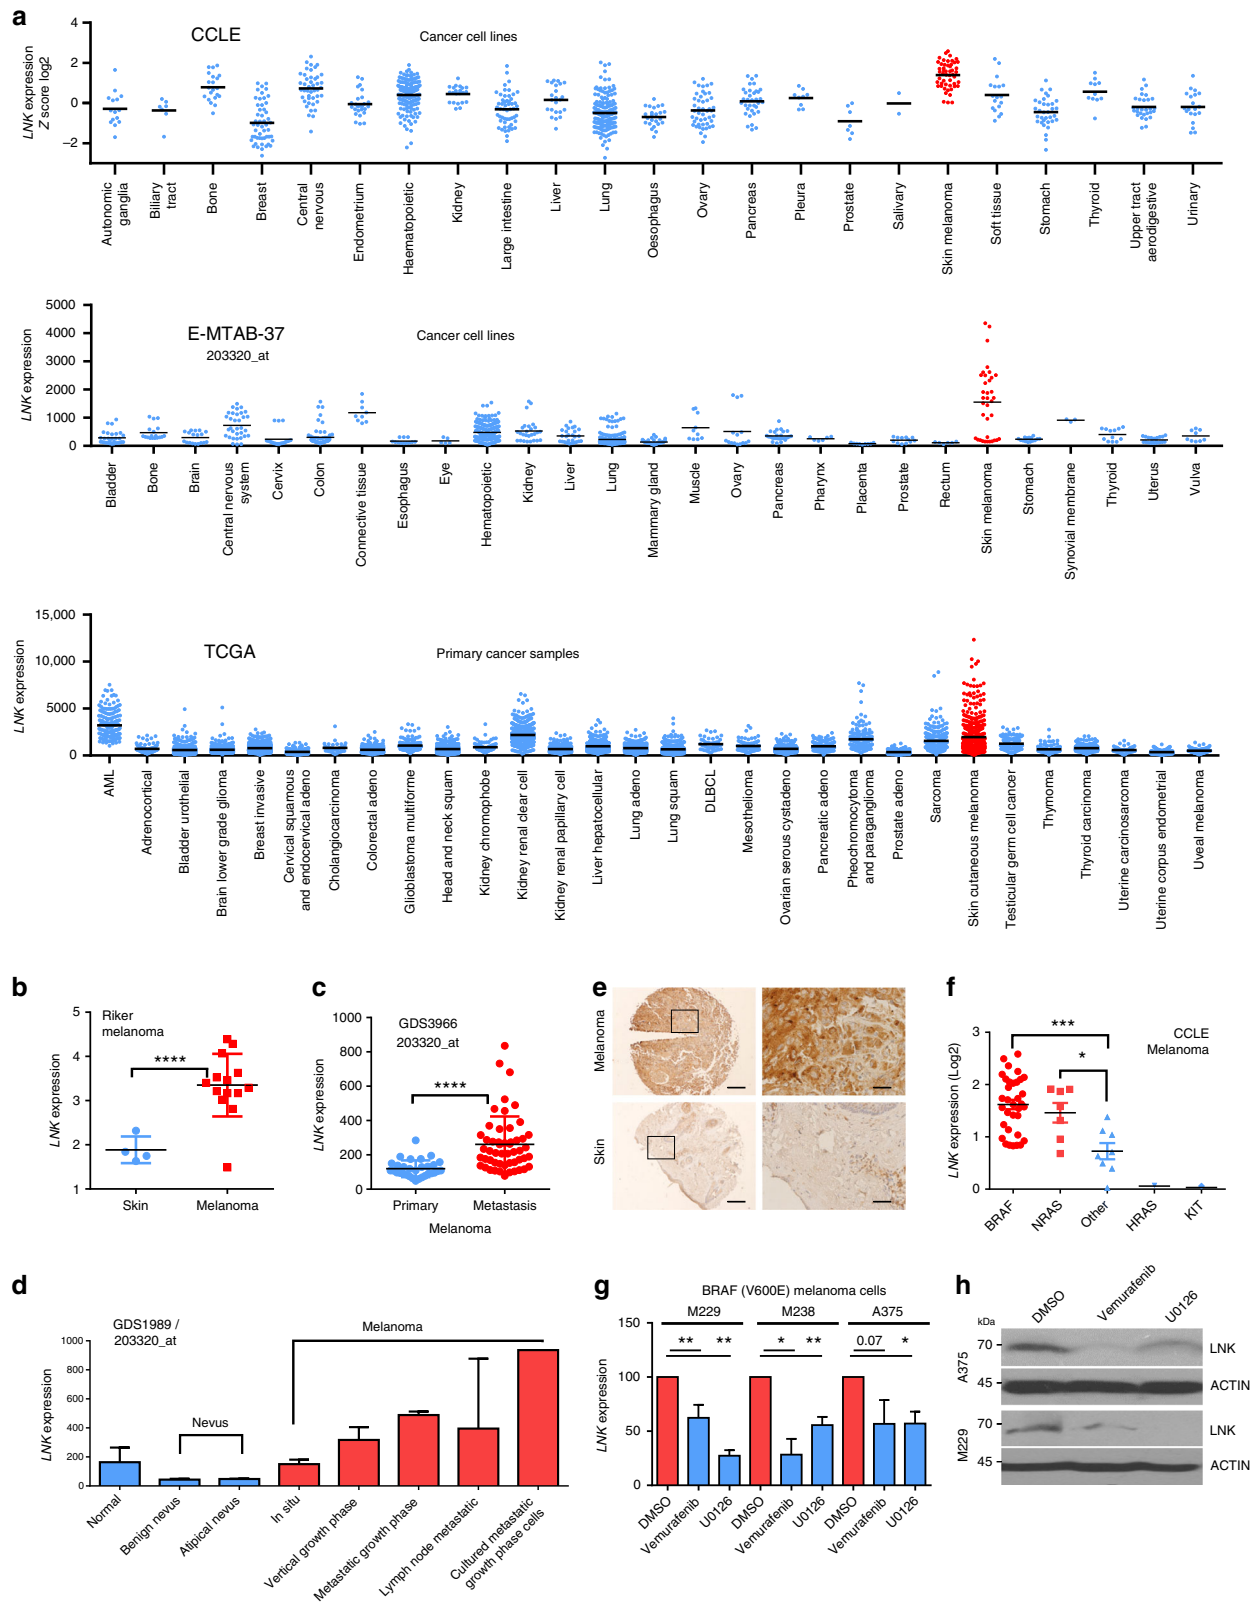 a
CCLE
Cancer cell lines
LNK expression
Z score log2
4
2
0
−2
Autonomic ganglia
Biliary tract
Bone
Breast
Central nervous
Endometrium
Haematopoietic
Kidney
Large intestine
Liver
Lung
Oesophagus
Ovary
Pancreas
Pleura
Prostate
Salivary
Skin melanoma
Soft tissue
Stomach
Thyroid
Upper tract aerodigestive
Urinary
E-MTAB-37
203320_at
Cancer cell lines
LNK expression
5000
4000
3000
2000
1000
0
Bladder
Bone
Brain
Central nervous system
Cervix
Colon
Connective tissue
Esophagus
Eye
Hematopoietic
Kidney
Liver
Lung
Mammary gland
Muscle
Ovary
Pancreas
Pharynx
Placenta
Prostate
Rectum
Skin melanoma
Stomach
Synovial membrane
Thyroid
Uterus
Vulva
TCGA
Primary cancer samples
LNK expression
15,000
10,000
5000
0
AML
Adrenocortical
Bladder urothelial
Brain lower grade glioma
Breast invasive
Cervical squamous and endocervical adeno
Cholangiocarcinoma
Colorectal adeno
Glioblastoma multiforme
Head and neck squam
Kidney chromophobe
Kidney renal clear cell
Kidney renal papillary cell
Liver hepatocellular
Lung adeno
Lung squam
DLBCL
Mesothelioma
Ovarian serous cystadeno
Pancreatic adeno
Pheochromocytoma and paraganglioma
Prostate adeno
Sarcoma
Skin cutaneous melanoma
Testicular germ cell cancer
Thymoma
Thyroid carcinoma
Uterine carcinosarcoma
Uterine corpus endometrial
Uveal melanoma
b
Riker
melanoma
****
LNK expression
5
4
3
2
1
Skin
Melanoma
c
GDS3966
203320_at
****
LNK expression
1000
800
600
400
200
0
Primary
Metastasis
Melanoma
e
Melanoma
Skin
f
***
*
CCLE
Melanoma
LNK expression (Log2)
3
2
1
0
BRAF
NRAS
Other
HRAS
KIT
d
GDS1989 /
203320_at
Melanoma
Nevus
LNK expression
1000
800
600
400
200
0
Normal
Benign nevus
Atipical nevus
In situ
Vertical growth phase
Metastatic growth phase
Lymph node metastatic
Cultured metastatic
growth phase cells
g
BRAF (V600E) melanoma cells
M229
M238
A375
** ** * ** 0.07 *
LNK expression
150
100
50
0
DMSO
Vemurafenib
U0126
DMSO
Vemurafenib
U0126
DMSO
Vemurafenib
U0126
h
DMSO
Vemurafenib
U0126
kDa
A375
70
LNK
45
ACTIN
M229
70
LNK
45
ACTIN